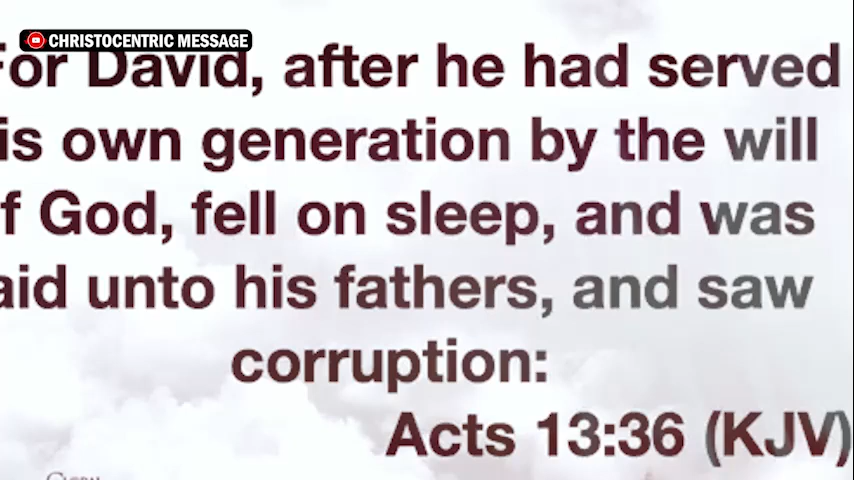 CHRISTOCENTRIC MESSAGE
For David, after he had served
is own generation by the will
f God, fell on sleep, and was
aid unto his fathers, and saw
corruption:
Acts 13:36 (KJV)